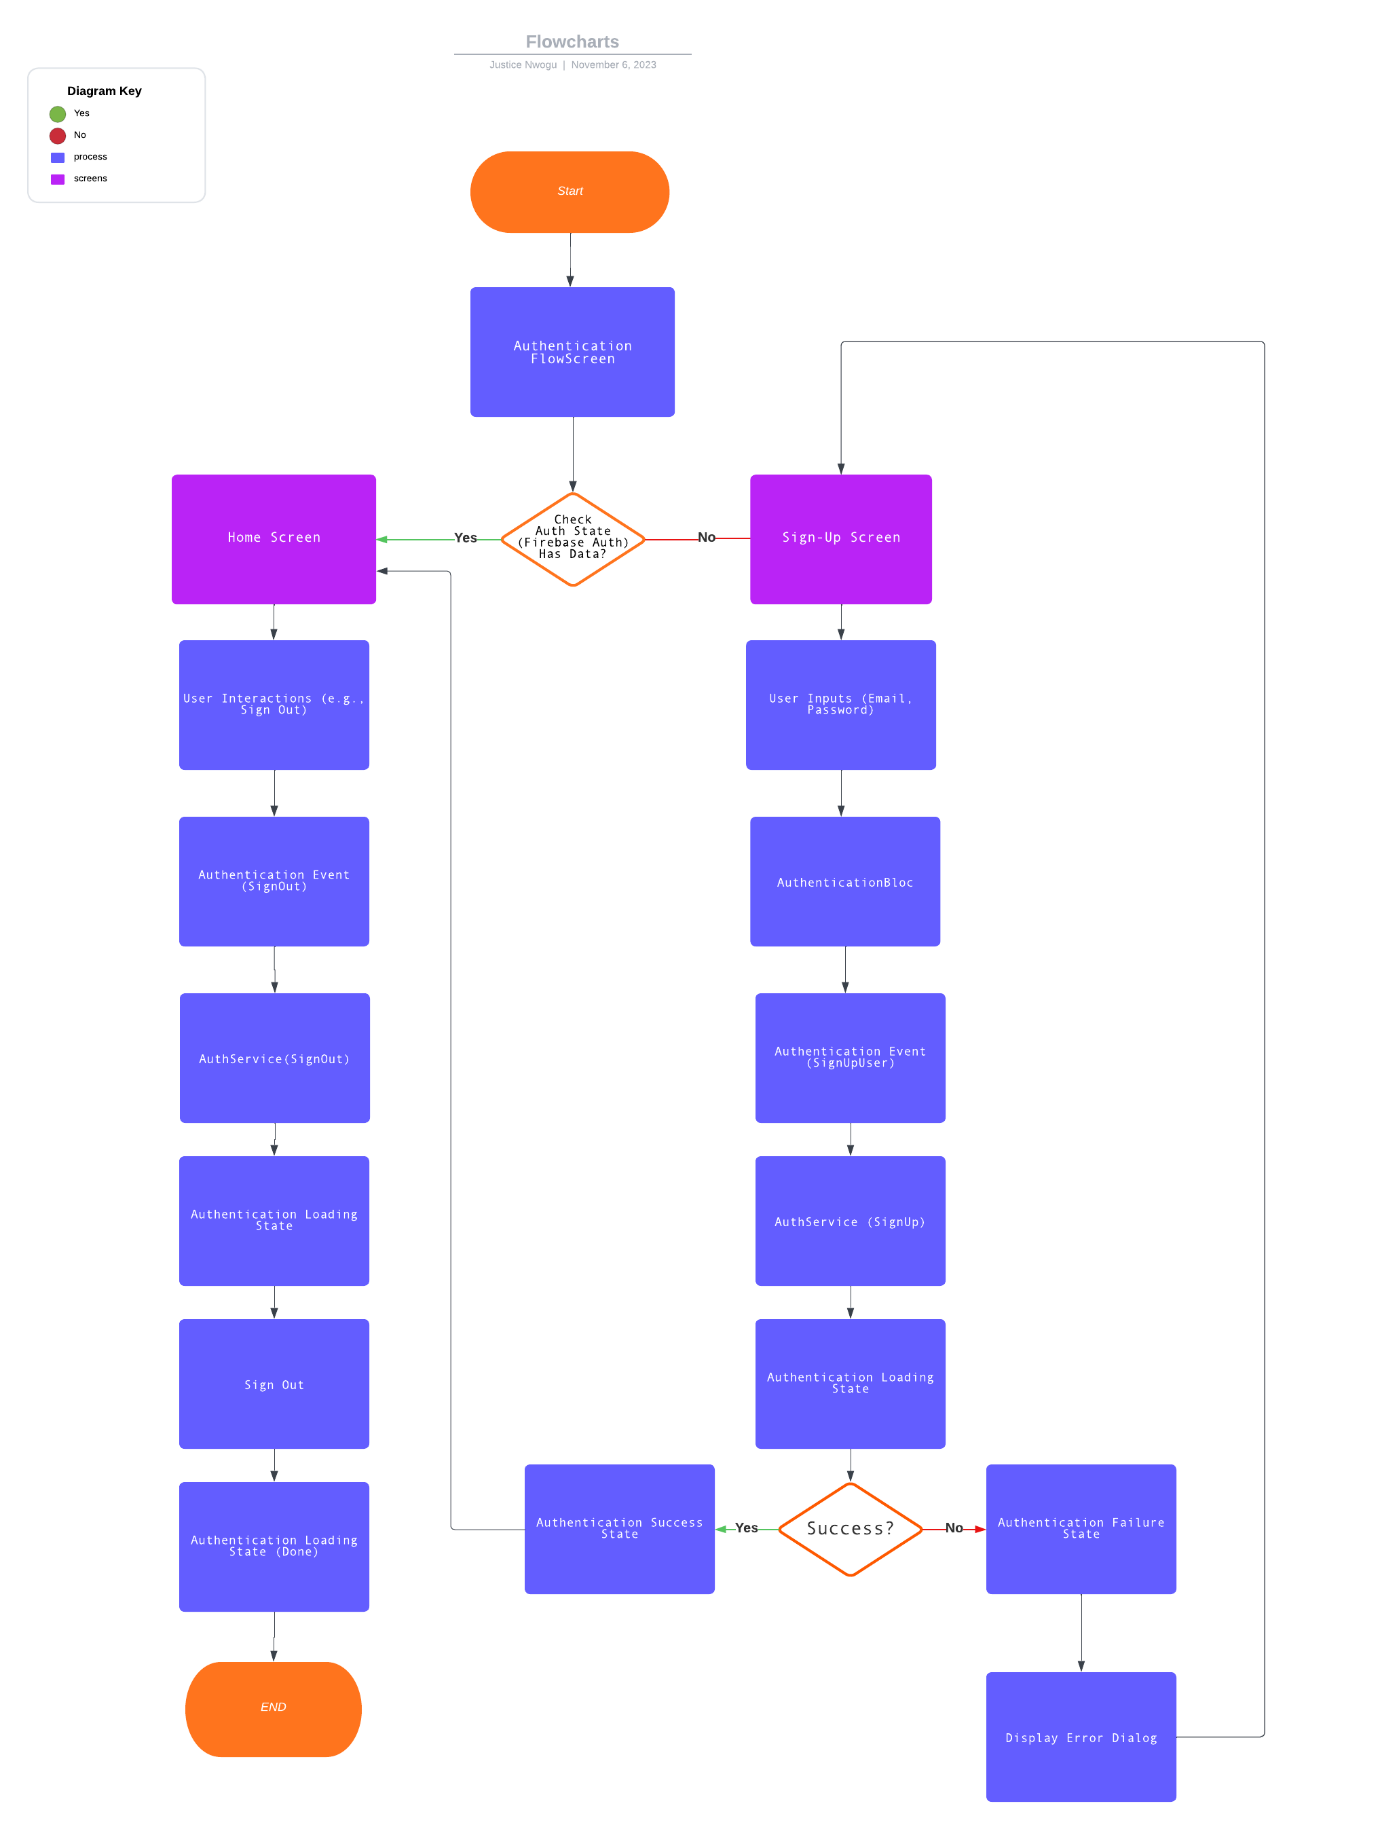 Flowcharts
Justice Nwogu | November 6, 2023
Diagram Key
Yes
No
process
screens
Start
Authentication
FlowScreen
Home Screen
Yes
Check
Auth State
(Firebase Auth)
Has Data?
No
Sign-Up Screen
User Interactions (e.g.,
Sign Out)
User Inputs (Email,
Password)
Authentication Event
(SignOut)
AuthenticationBloc
AuthService(SignOut)
Authentication Event
(SignUpUser)
Authentication Loading
State
AuthService (SignUp)
Sign Out
Authentication Loading
State
Authentication Loading
State (Done)
Authentication Success
State
Yes
Success?
No
Authentication Failure
State
END
Display Error Dialog